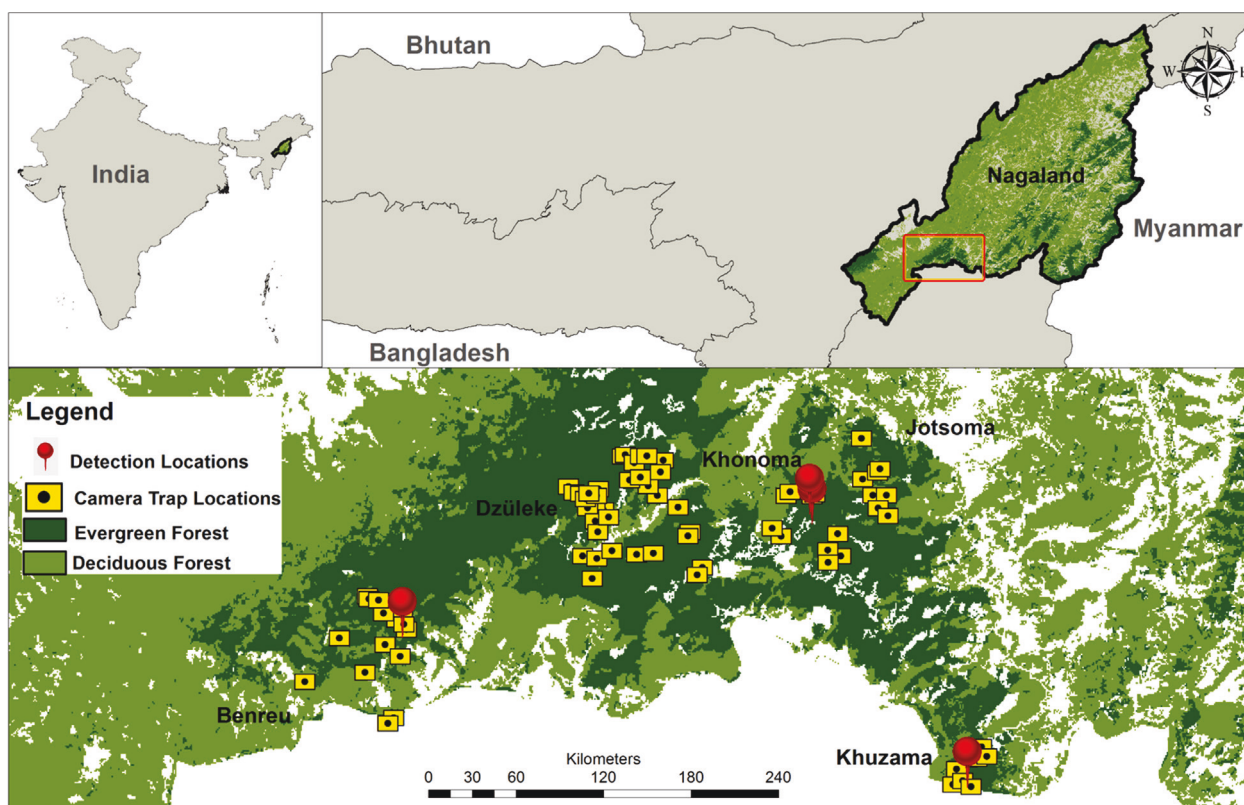 India
Bhutan
Nagaland
Myanmar
Bangladesh
N
W
E
S
Legend
Detection Locations
Camera Trap Locations
Evergreen Forest
Deciduous Forest
Jotsoma
Khonoma
Dzüleke
Benreu
Khuzama
Kilometers
0 30 60 120 180 240